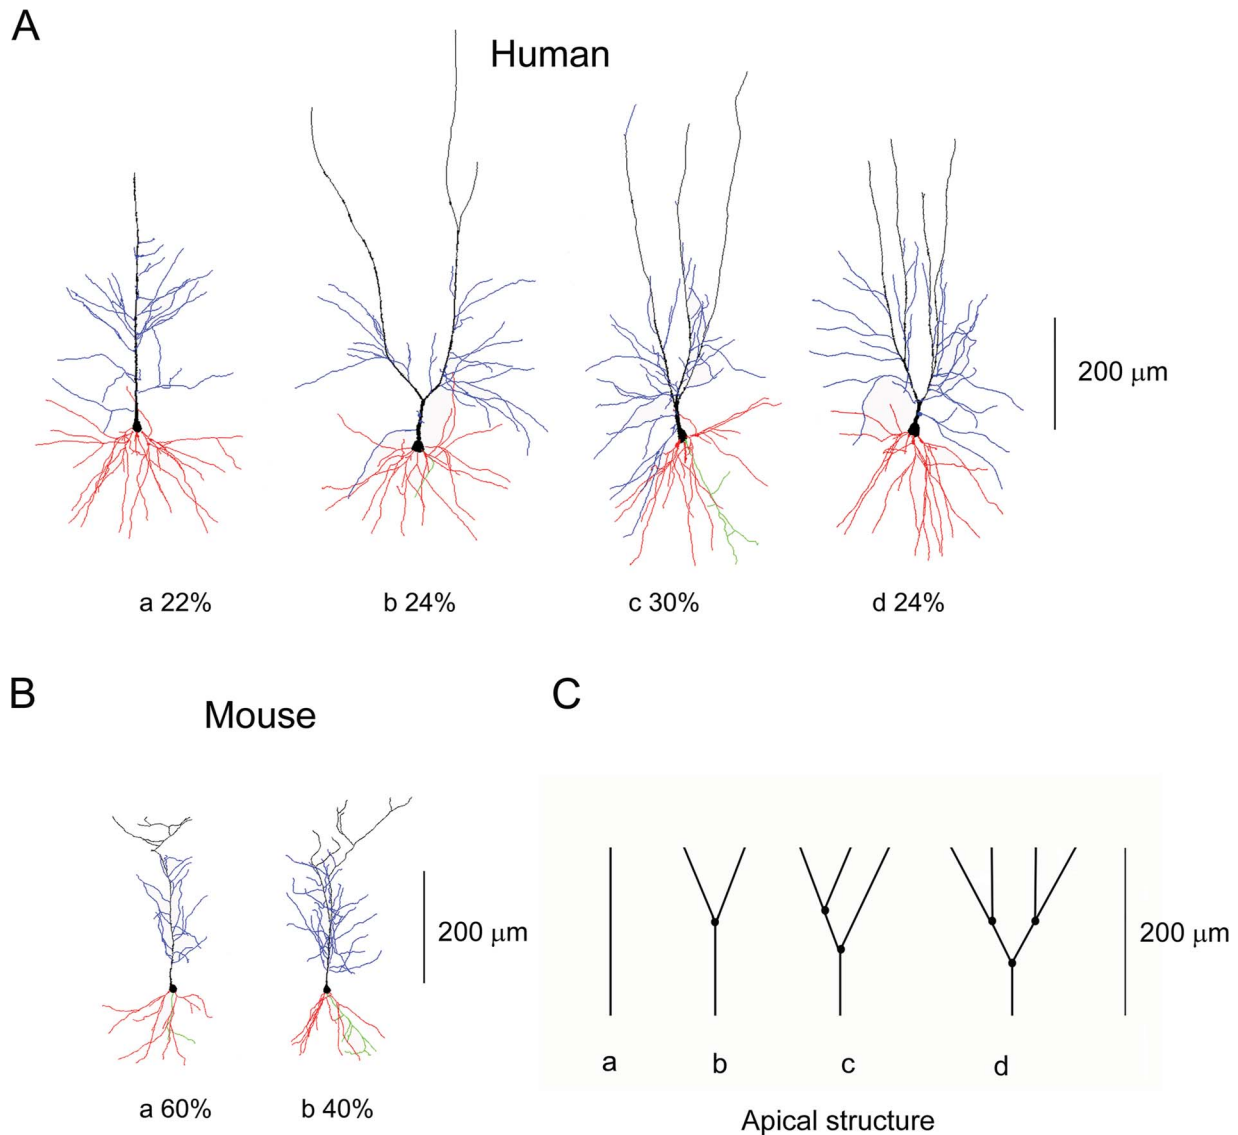 A
Human
200 μm
a 22%
b 24%
c 30%
d 24%
B
Mouse
200 μm
a 60%
b 40%
C
200 μm
a
b
c
d
Apical structure